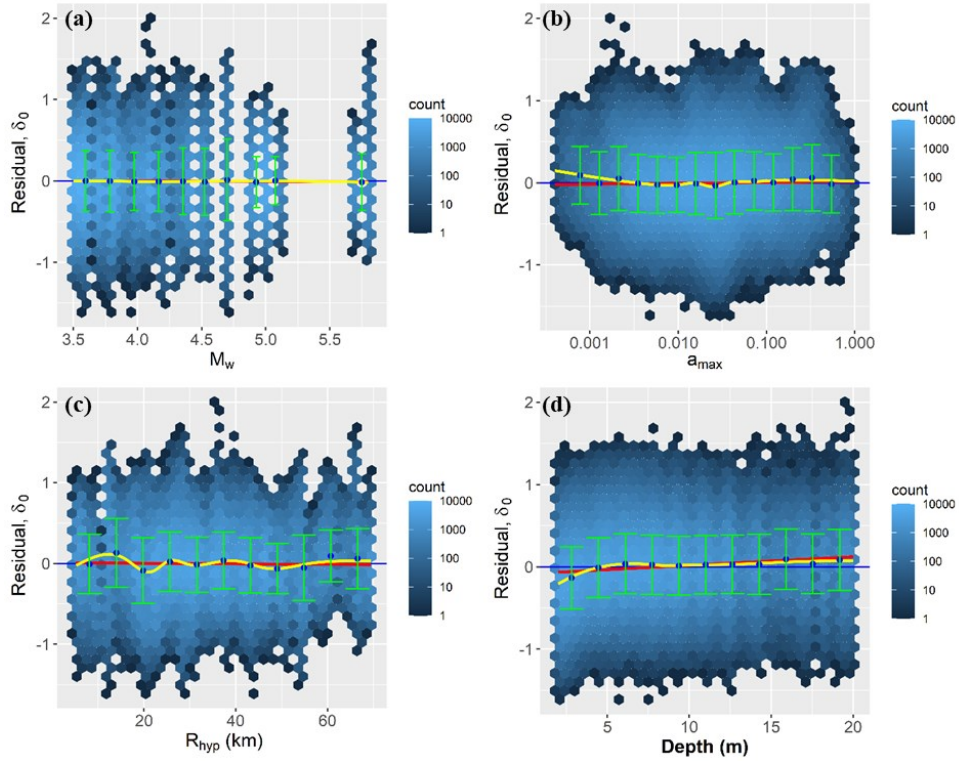 (a)
2
1
0
-1
Residual, δ0
3.5 4.0 4.5 5.0 5.5
Mw
count
10000
1000
100
10
1
(b)
2
1
0
-1
Residual, δ0
0.001 0.010 0.100 1.000
amax
count
10000
1000
100
10
1
(c)
2
1
0
-1
Residual, δ0
20 40 60
Rhyp (km)
count
10000
1000
100
10
1
(d)
2
1
0
-1
Residual, δ0
5 10 15 20
Depth (m)
count
10000
1000
100
10
1